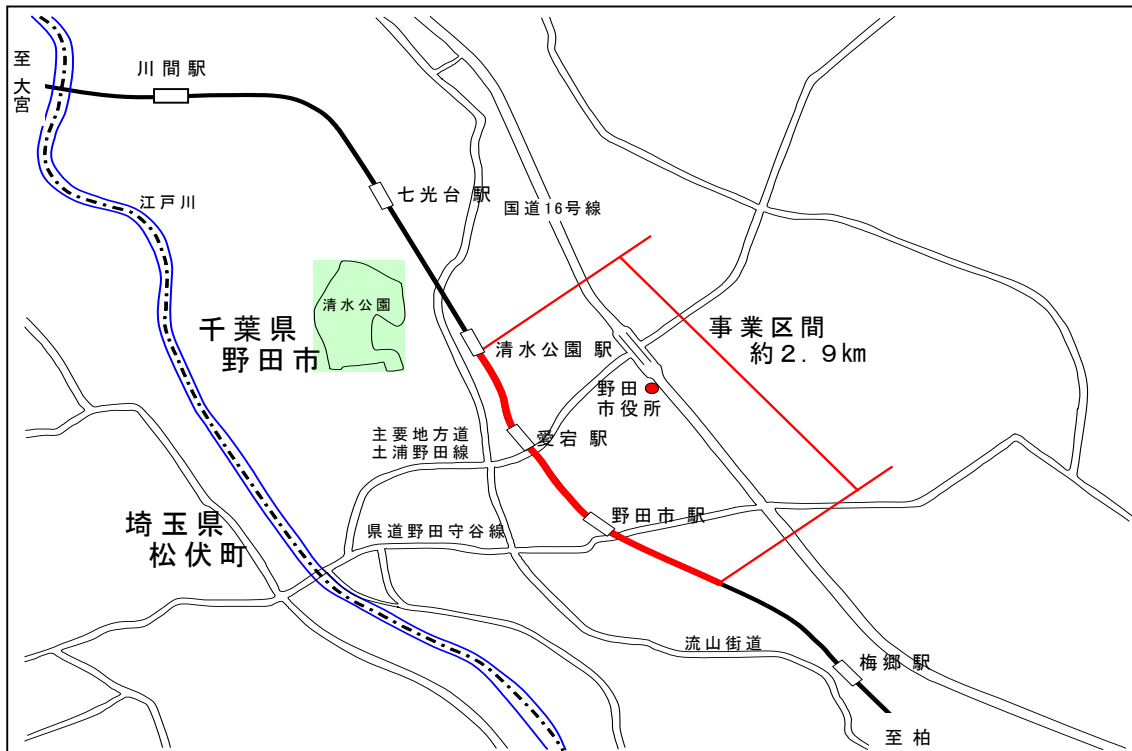 至 大宮
川間駅
江戸川
七光台 駅
国道16号線
清水公園
千葉県
野田市
清水公園 駅
事業区間
約2.9km
野田
市役所
主要地方道
土浦野田線
愛宕 駅
野田市 駅
県道野田守谷線
埼玉県
松伏町
流山街道
梅郷 駅
至 柏